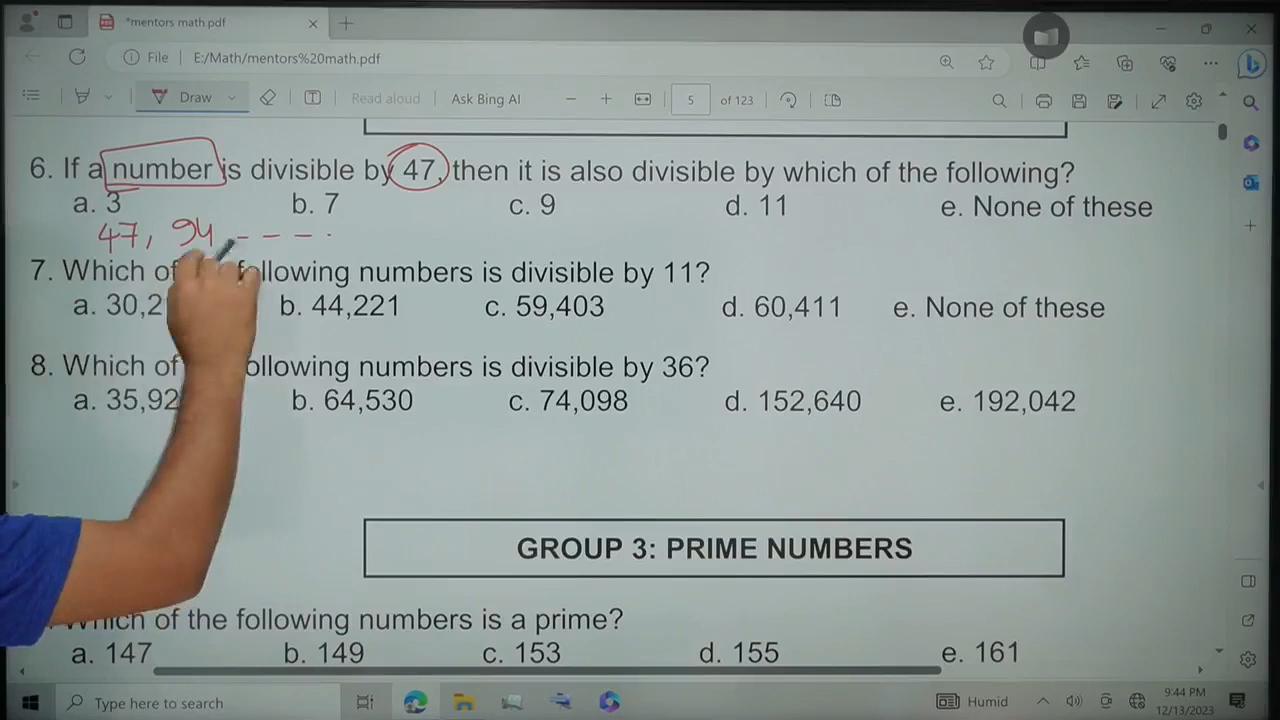 *mentors math.pdf
File E:/Math/mentors%20math.pdf
Draw Read aloud Ask Bing AI 5 of 123
6. If a number is divisible by 47, then it is also divisible by which of the following?
a. 3 b. 7 c. 9 d. 11 e. None of these
47, 94, - - - .
7. Which of following numbers is divisible by 11?
a. 30,2 b. 44,221 c. 59,403 d. 60,411 e. None of these
8. Which of following numbers is divisible by 36?
a. 35,92 b. 64,530 c. 74,098 d. 152,640 e. 192,042
GROUP 3: PRIME NUMBERS
Which of the following numbers is a prime?
a. 147 b. 149 c. 153 d. 155 e. 161
Type here to search Humid 9:44 PM
12/13/2023